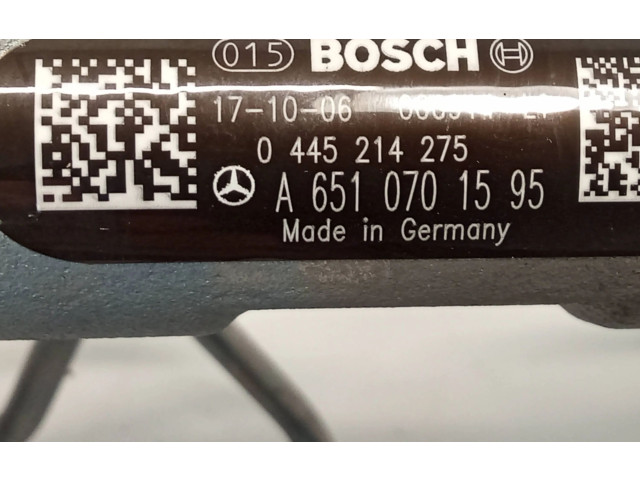 015 BOSCH
17-10-06
0 445 214 275
A 651 070 15 95
Made in Germany